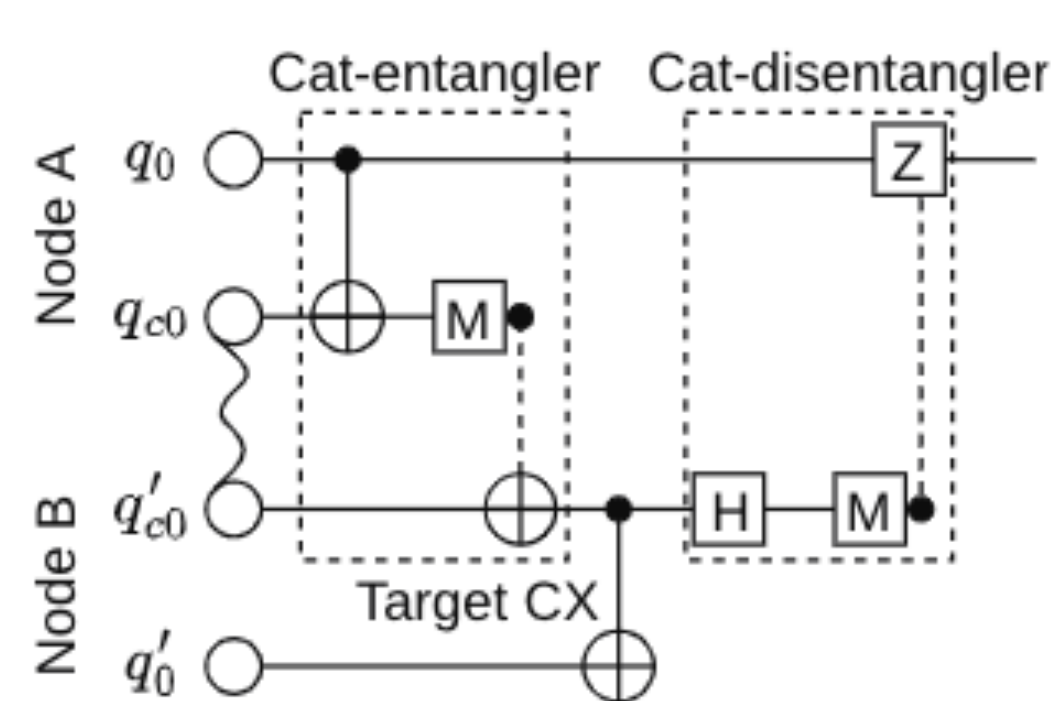 Cat-entangler Cat-disentangler
Node A
q0 Z
qc0 M
Node B
q'c0 H M
Target CX
q'0